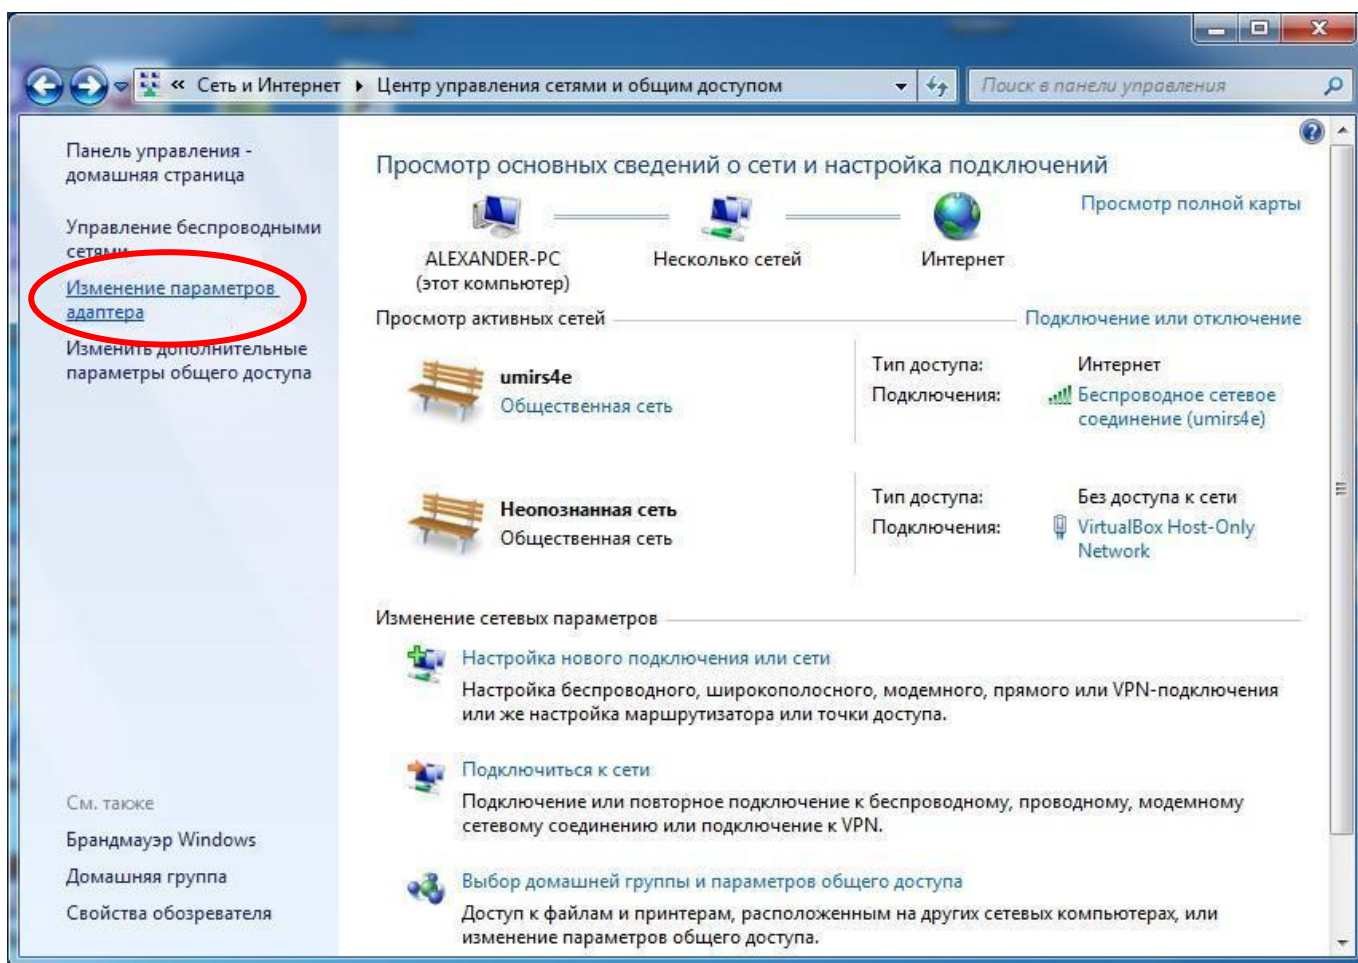 « Сеть и Интернет ▸ Центр управления сетями и общим доступом
Поиск в панели управления
Панель управления -
домашняя страница
Управление беспроводными
сетями
Изменение параметров
адаптера
Изменить дополнительные
параметры общего доступа
См. также
Брандмауэр Windows
Домашняя группа
Свойства обозревателя
Просмотр основных сведений о сети и настройка подключений
Просмотр полной карты
ALEXANDER-PC
(этот компьютер)
Несколько сетей
Интернет
Просмотр активных сетей
Подключение или отключение
umirs4e
Общественная сеть
Тип доступа: Интернет
Подключения: Беспроводное сетевое
соединение (umirs4e)
Неопознанная сеть
Общественная сеть
Тип доступа: Без доступа к сети
Подключения: VirtualBox Host-Only
Network
Изменение сетевых параметров
Настройка нового подключения или сети
Настройка беспроводного, широкополосного, модемного, прямого или VPN-подключения
или же настройка маршрутизатора или точки доступа.
Подключиться к сети
Подключение или повторное подключение к беспроводному, проводному, модемному
сетевому соединению или подключение к VPN.
Выбор домашней группы и параметров общего доступа
Доступ к файлам и принтерам, расположенным на других сетевых компьютерах, или
изменение параметров общего доступа.